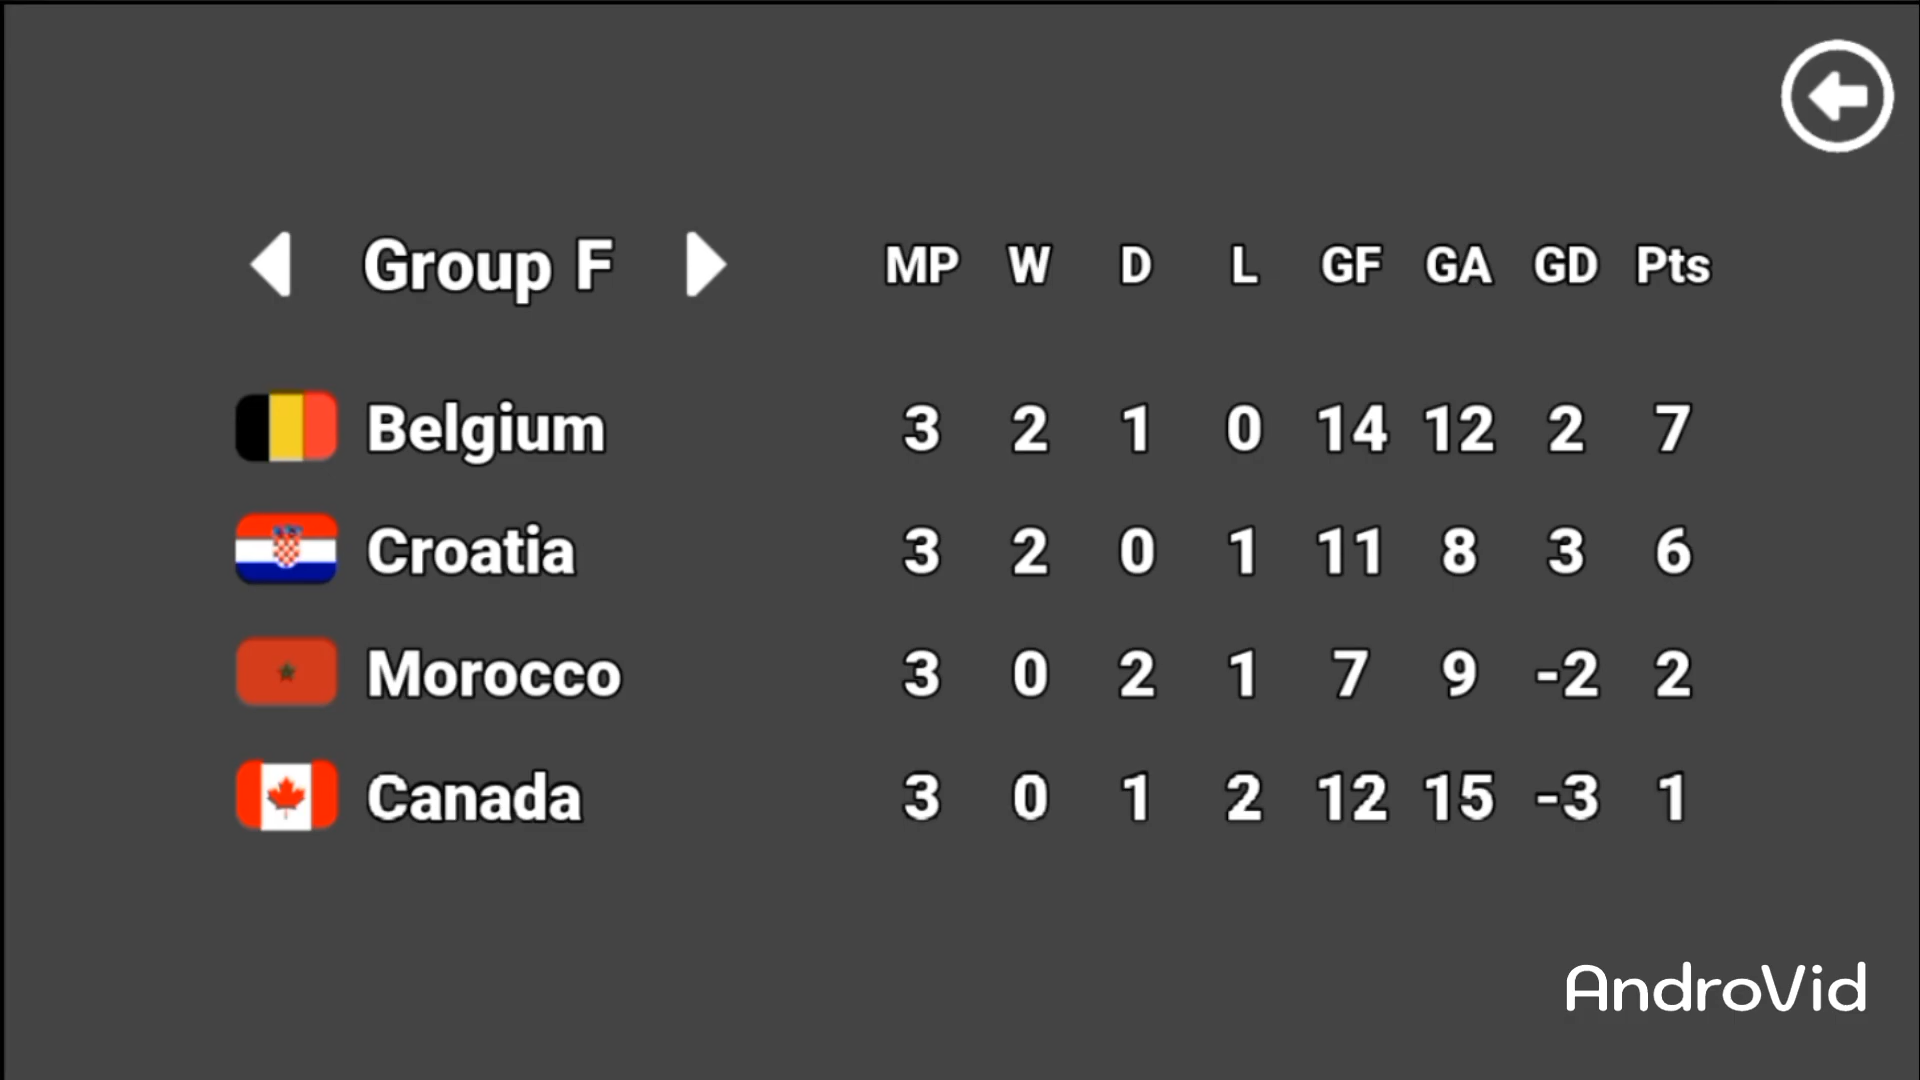 Group F MP W D L GF GA GD Pts
Belgium 3 2 1 0 14 12 2 7
Croatia 3 2 0 1 11 8 3 6
Morocco 3 0 2 1 7 9 -2 2
Canada 3 0 1 2 12 15 -3 1
AndroVid